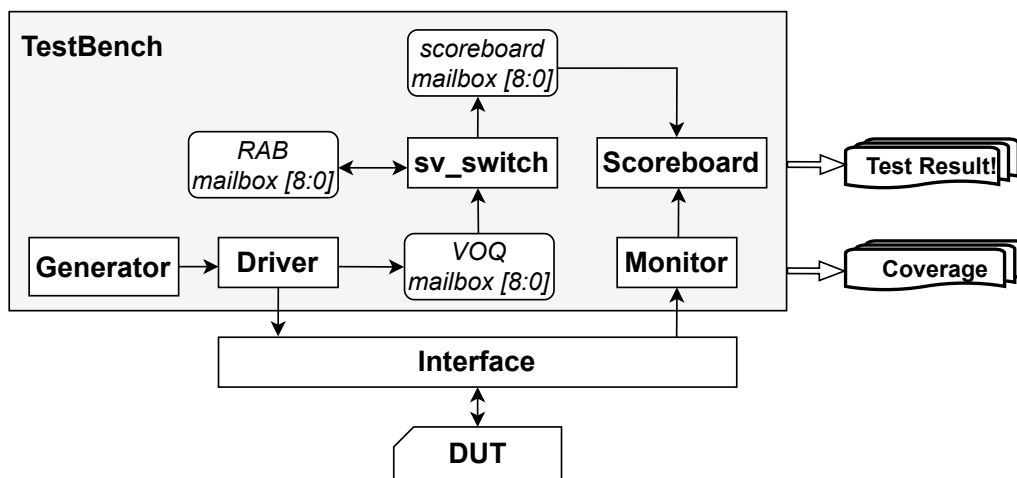 TestBench
scoreboard
mailbox [8:0]
RAB
mailbox [8:0]
sv_switch
Scoreboard
Test Result!
Generator
Driver
VOQ
mailbox [8:0]
Monitor
Coverage
Interface
DUT